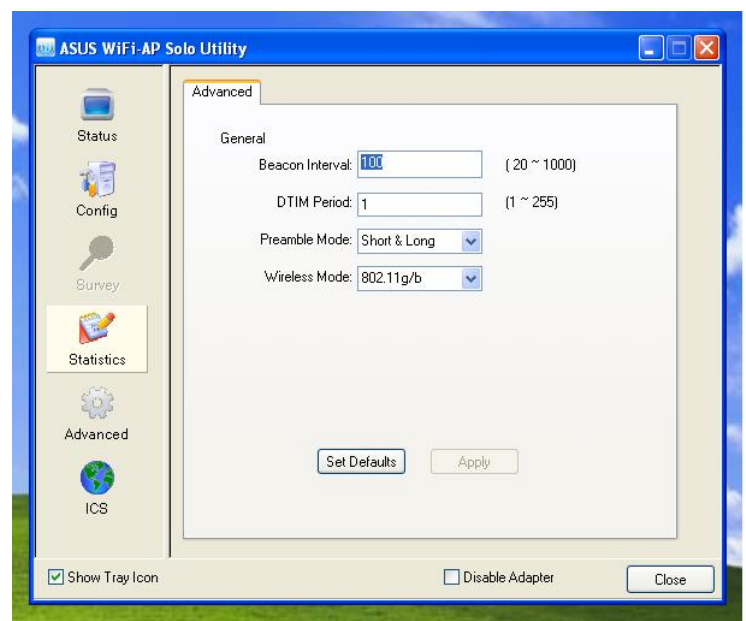 ASUS WiFi-AP Solo Utility
Status
Config
Survey
Statistics
Advanced
ICS
Advanced
General
Beacon Interval: 100 ( 20 ~ 1000)
DTIM Period: 1 (1 ~ 255)
Preamble Mode: Short & Long
Wireless Mode: 802.11g/b
Set Defaults Apply
Show Tray Icon Disable Adapter Close